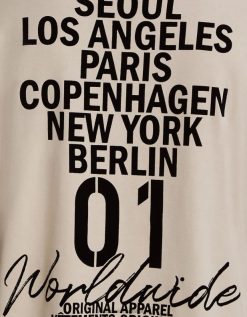 SEOUL
LOS ANGELES
PARIS
COPENHAGEN
NEW YORK
BERLIN
01
Worldwide
ORIGINAL APPAREL